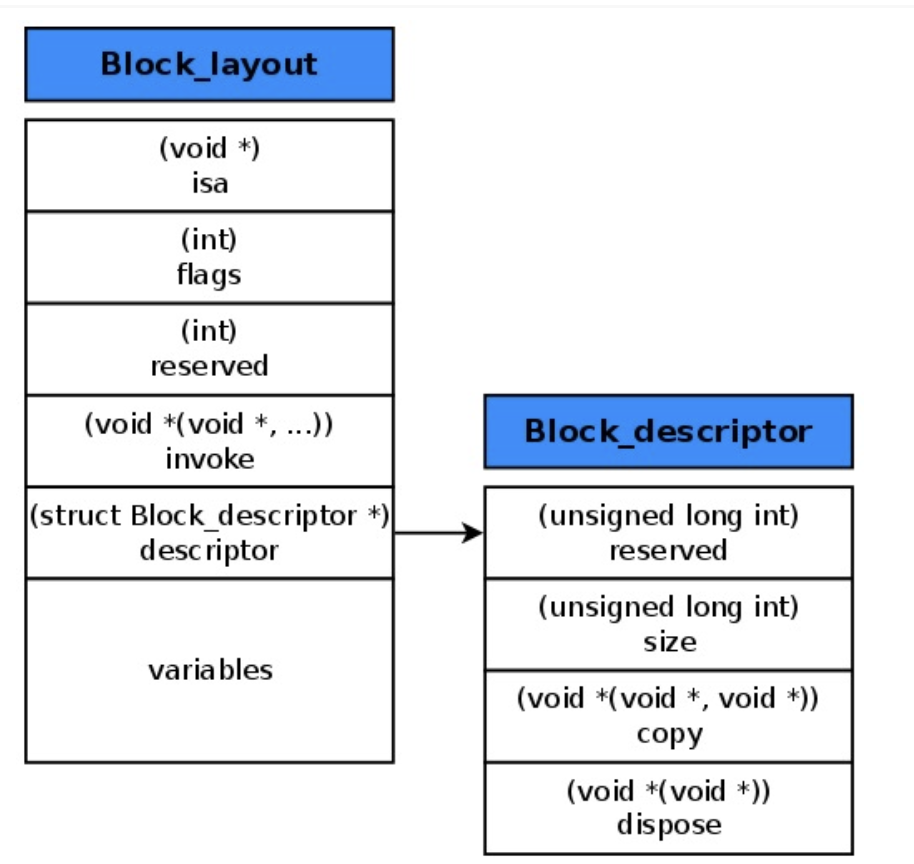 Block_layout
(void *)
isa
(int)
flags
(int)
reserved
(void *(void *, ...))
invoke
(struct Block_descriptor *)
descriptor
variables
Block_descriptor
(unsigned long int)
reserved
(unsigned long int)
size
(void *(void *, void *))
copy
(void *(void *))
dispose